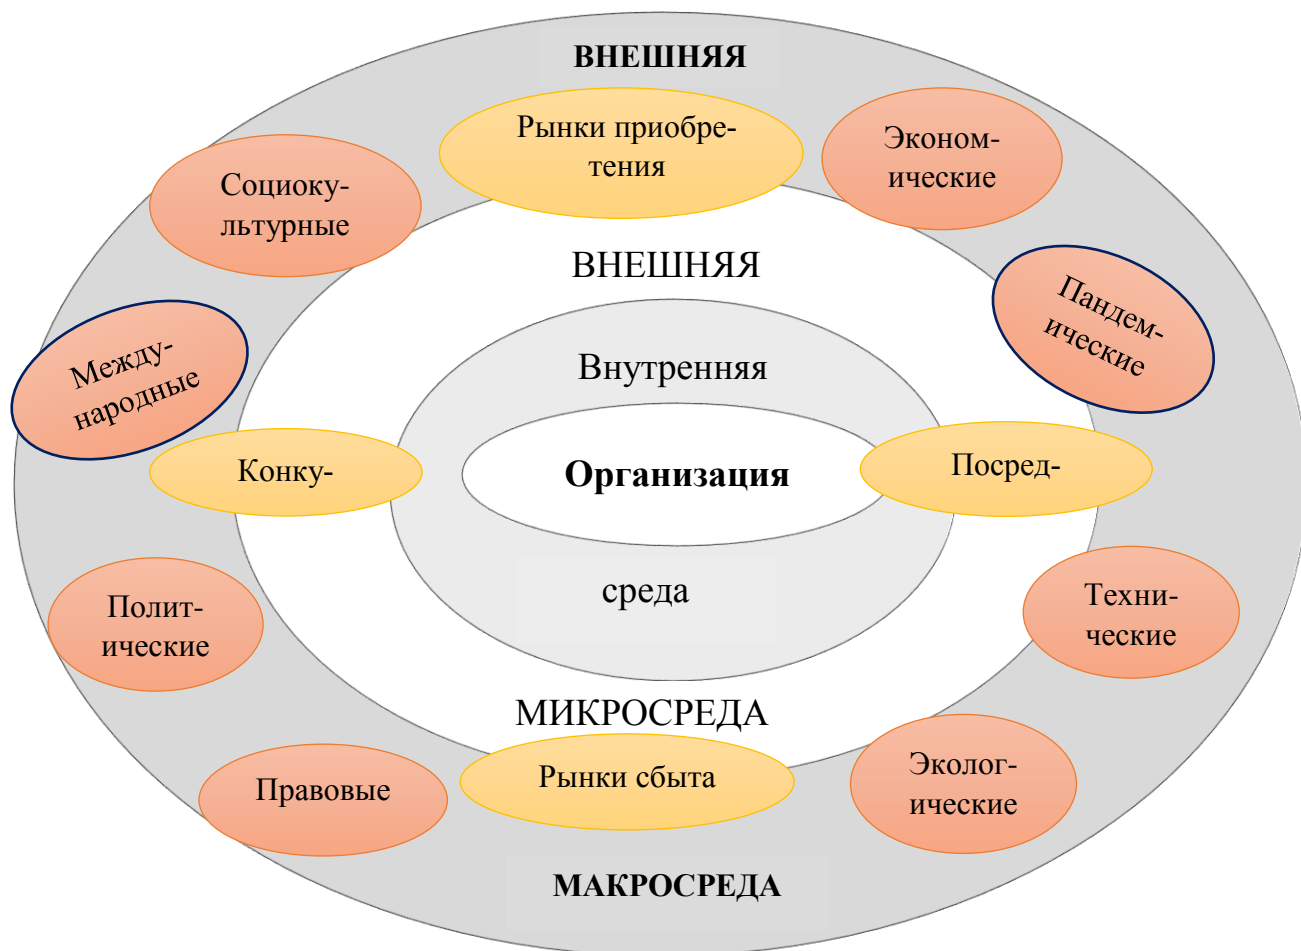 ВНЕШНЯЯ
Рынки приобре-
тения
Эконом-
ические
Социоку-
льтурные
ВНЕШНЯЯ
Пандем-
ические
Между-
народные
Внутренняя
Конку-
Организация
Посред-
среда
Полит-
ические
Техни-
ческие
МИКРОСРЕДА
Правовые
Рынки сбыта
Эколог-
ические
МАКРОСРЕДА